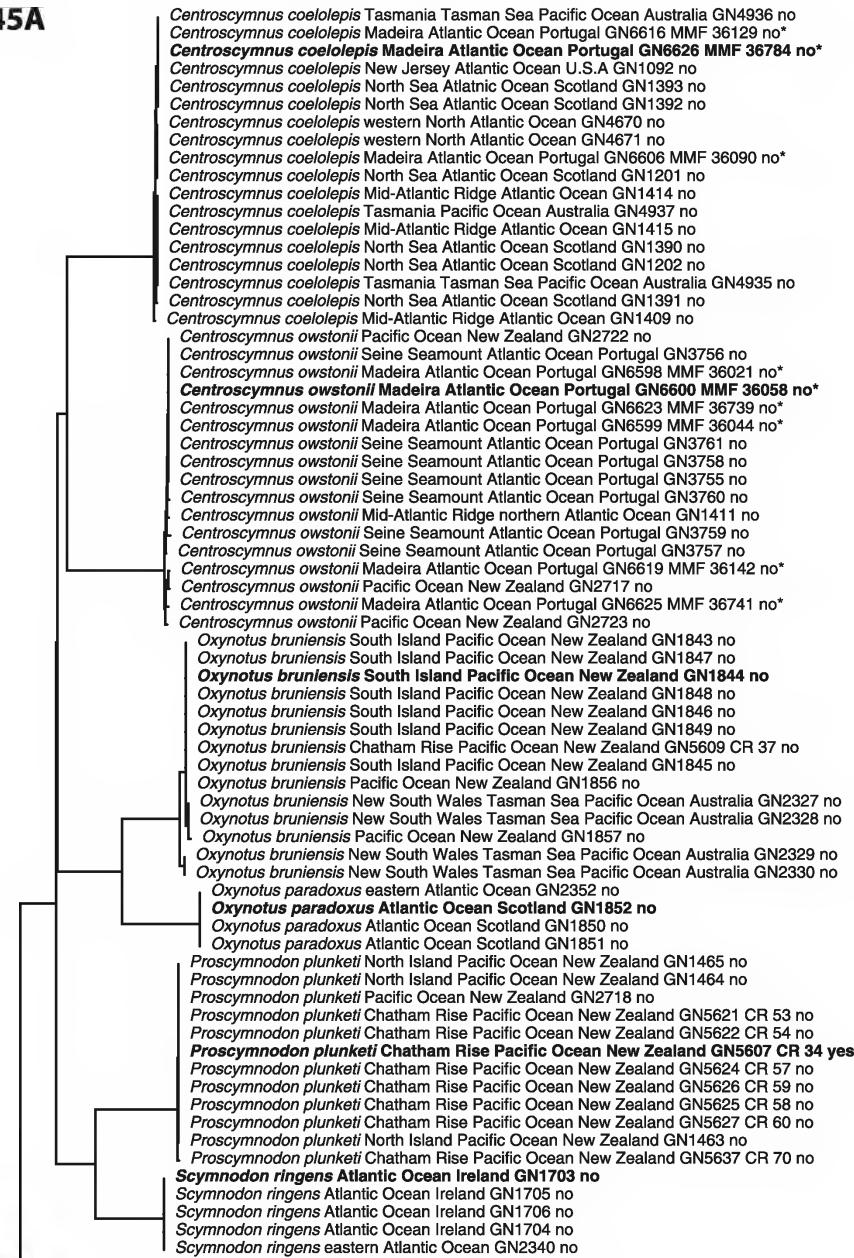 45A
Centroscymnus coelolepis Tasmania Tasman Sea Pacific Ocean Australia GN4936 no
Centroscymnus coelolepis Madeira Atlantic Ocean Portugal GN6616 MMF 36129 no*
Centroscymnus coelolepis Madeira Atlantic Ocean Portugal GN6626 MMF 36784 no*
Centroscymnus coelolepis New Jersey Atlantic Ocean U.S.A GN1092 no
Centroscymnus coelolepis North Sea Atlatnic Ocean Scotland GN1393 no
Centroscymnus coelolepis North Sea Atlantic Ocean Scotland GN1392 no
Centroscymnus coelolepis western North Atlantic Ocean GN4670 no
Centroscymnus coelolepis western North Atlantic Ocean GN4671 no
Centroscymnus coelolepis Madeira Atlantic Ocean Portugal GN6606 MMF 36090 no*
Centroscymnus coelolepis North Sea Atlantic Ocean Scotland GN1201 no
Centroscymnus coelolepis Mid-Atlantic Ridge Atlantic Ocean GN1414 no
Centroscymnus coelolepis Tasmania Pacific Ocean Australia GN4937 no
Centroscymnus coelolepis Mid-Atlantic Ridge Atlantic Ocean GN1415 no
Centroscymnus coelolepis North Sea Atlantic Ocean Scotland GN1390 no
Centroscymnus coelolepis North Sea Atlantic Ocean Scotland GN1202 no
Centroscymnus coelolepis Tasmania Tasman Sea Pacific Ocean Australia GN4935 no
Centroscymnus coelolepis North Sea Atlantic Ocean Scotland GN1391 no
Centroscymnus coelolepis Mid-Atlantic Ridge Atlantic Ocean GN1409 no
Centroscymnus owstonii Pacific Ocean New Zealand GN2722 no
Centroscymnus owstonii Seine Seamount Atlantic Ocean Portugal GN3756 no
Centroscymnus owstonii Madeira Atlantic Ocean Portugal GN6598 MMF 36021 no*
Centroscymnus owstonii Madeira Atlantic Ocean Portugal GN6600 MMF 36058 no*
Centroscymnus owstonii Madeira Atlantic Ocean Portugal GN6623 MMF 36739 no*
Centroscymnus owstonii Madeira Atlantic Ocean Portugal GN6599 MMF 36044 no*
Centroscymnus owstonii Seine Seamount Atlantic Ocean Portugal GN3761 no
Centroscymnus owstonii Seine Seamount Atlantic Ocean Portugal GN3758 no
Centroscymnus owstonii Seine Seamount Atlantic Ocean Portugal GN3755 no
Centroscymnus owstonii Seine Seamount Atlantic Ocean Portugal GN3760 no
Centroscymnus owstonii Mid-Atlantic Ridge northern Atlantic Ocean GN1411 no
Centroscymnus owstonii Seine Seamount Atlantic Ocean Portugal GN3759 no
Centroscymnus owstonii Seine Seamount Atlantic Ocean Portugal GN3757 no
Centroscymnus owstonii Madeira Atlantic Ocean Portugal GN6619 MMF 36142 no*
Centroscymnus owstonii Pacific Ocean New Zealand GN2717 no
Centroscymnus owstonii Madeira Atlantic Ocean Portugal GN6625 MMF 36741 no*
Centroscymnus owstonii Pacific Ocean New Zealand GN2723 no
Oxynotus bruniensis South Island Pacific Ocean New Zealand GN1843 no
Oxynotus bruniensis South Island Pacific Ocean New Zealand GN1847 no
Oxynotus bruniensis South Island Pacific Ocean New Zealand GN1844 no
Oxynotus bruniensis South Island Pacific Ocean New Zealand GN1848 no
Oxynotus bruniensis South Island Pacific Ocean New Zealand GN1846 no
Oxynotus bruniensis South Island Pacific Ocean New Zealand GN1849 no
Oxynotus bruniensis Chatham Rise Pacific Ocean New Zealand GN5609 CR 37 no
Oxynotus bruniensis South Island Pacific Ocean New Zealand GN1845 no
Oxynotus bruniensis Pacific Ocean New Zealand GN1856 no
Oxynotus bruniensis New South Wales Tasman Sea Pacific Ocean Australia GN2327 no
Oxynotus bruniensis New South Wales Tasman Sea Pacific Ocean Australia GN2328 no
Oxynotus bruniensis Pacific Ocean New Zealand GN1857 no
Oxynotus bruniensis New South Wales Tasman Sea Pacific Ocean Australia GN2329 no
Oxynotus bruniensis New South Wales Tasman Sea Pacific Ocean Australia GN2330 no
Oxynotus paradoxus eastern Atlantic Ocean GN2352 no
Oxynotus paradoxus Atlantic Ocean Scotland GN1852 no
Oxynotus paradoxus Atlantic Ocean Scotland GN1850 no
Oxynotus paradoxus Atlantic Ocean Scotland GN1851 no
Proscymnodon plunketi North Island Pacific Ocean New Zealand GN1465 no
Proscymnodon plunketi North Island Pacific Ocean New Zealand GN1464 no
Proscymnodon plunketi Pacific Ocean New Zealand GN2718 no
Proscymnodon plunketi Chatham Rise Pacific Ocean New Zealand GN5621 CR 53 no
Proscymnodon plunketi Chatham Rise Pacific Ocean New Zealand GN5622 CR 54 no
Proscymnodon plunketi Chatham Rise Pacific Ocean New Zealand GN5607 CR 34 yes
Proscymnodon plunketi Chatham Rise Pacific Ocean New Zealand GN5624 CR 57 no
Proscymnodon plunketi Chatham Rise Pacific Ocean New Zealand GN5626 CR 59 no
Proscymnodon plunketi Chatham Rise Pacific Ocean New Zealand GN5625 CR 58 no
Proscymnodon plunketi Chatham Rise Pacific Ocean New Zealand GN5627 CR 60 no
Proscymnodon plunketi North Island Pacific Ocean New Zealand GN1463 no
Proscymnodon plunketi Chatham Rise Pacific Ocean New Zealand GN5637 CR 70 no
Scymnodon ringens Atlantic Ocean Ireland GN1703 no
Scymnodon ringens Atlantic Ocean Ireland GN1705 no
Scymnodon ringens Atlantic Ocean Ireland GN1706 no
Scymnodon ringens Atlantic Ocean Ireland GN1704 no
Scymnodon ringens eastern Atlantic Ocean GN2340 no